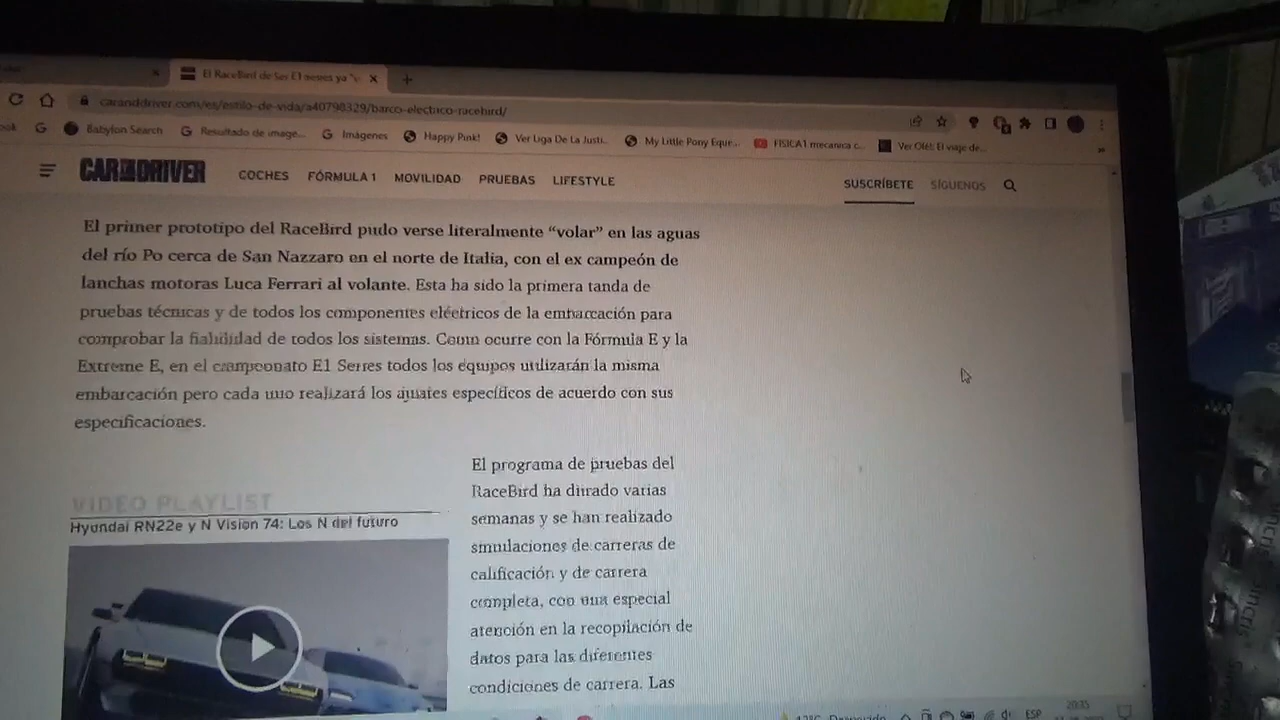 El RaceBird de Ser E1 series ya "v
caranddriver.com/es/estilo-de-vida/a40798329/barco-electrico-racebird/
ook
Babylon Search
Resultado de image...
Imágenes
Happy Pink!
Ver Liga De La Justi...
My Little Pony Eque...
FISICA1 mecanica c...
Ver Olé!: El viaje de...
CAR AND DRIVER
COCHES FÓRMULA 1 MOVILIDAD PRUEBAS LIFESTYLE
SUSCRÍBETE SÍGUENOS
El primer prototipo del RaceBird pudo verse literalmente “volar” en las aguas
del río Po cerca de San Nazzaro en el norte de Italia, con el ex campeón de
lanchas motoras Luca Ferrari al volante. Esta ha sido la primera tanda de
pruebas técnicas y de todos los componentes eléctricos de la embarcación para
comprobar la fiabilidad de todos los sistemas. Como ocurre con la Fórmula E y la
Extreme E, en el campeonato E1 Series todos los equipos utilizarán la misma
embarcación pero cada uno realizará los ajustes específicos de acuerdo con sus
especificaciones.
VIDEO PLAYLIST
Hyundai RN22e y N Vision 74: Los N del futuro
El programa de pruebas del
RaceBird ha durado varias
semanas y se han realizado
simulaciones de carreras de
calificación y de carrera
completa, con una especial
atención en la recopilación de
datos para las diferentes
condiciones de carrera. Las
ESP